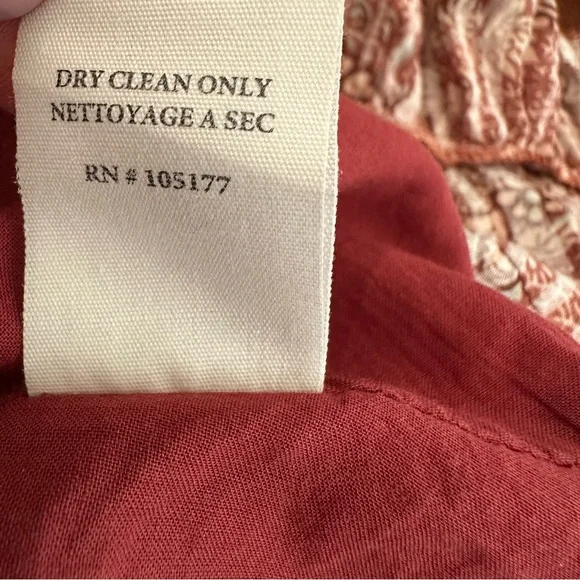 DRY CLEAN ONLY
NETTOYAGE A SEC
RN # 105177